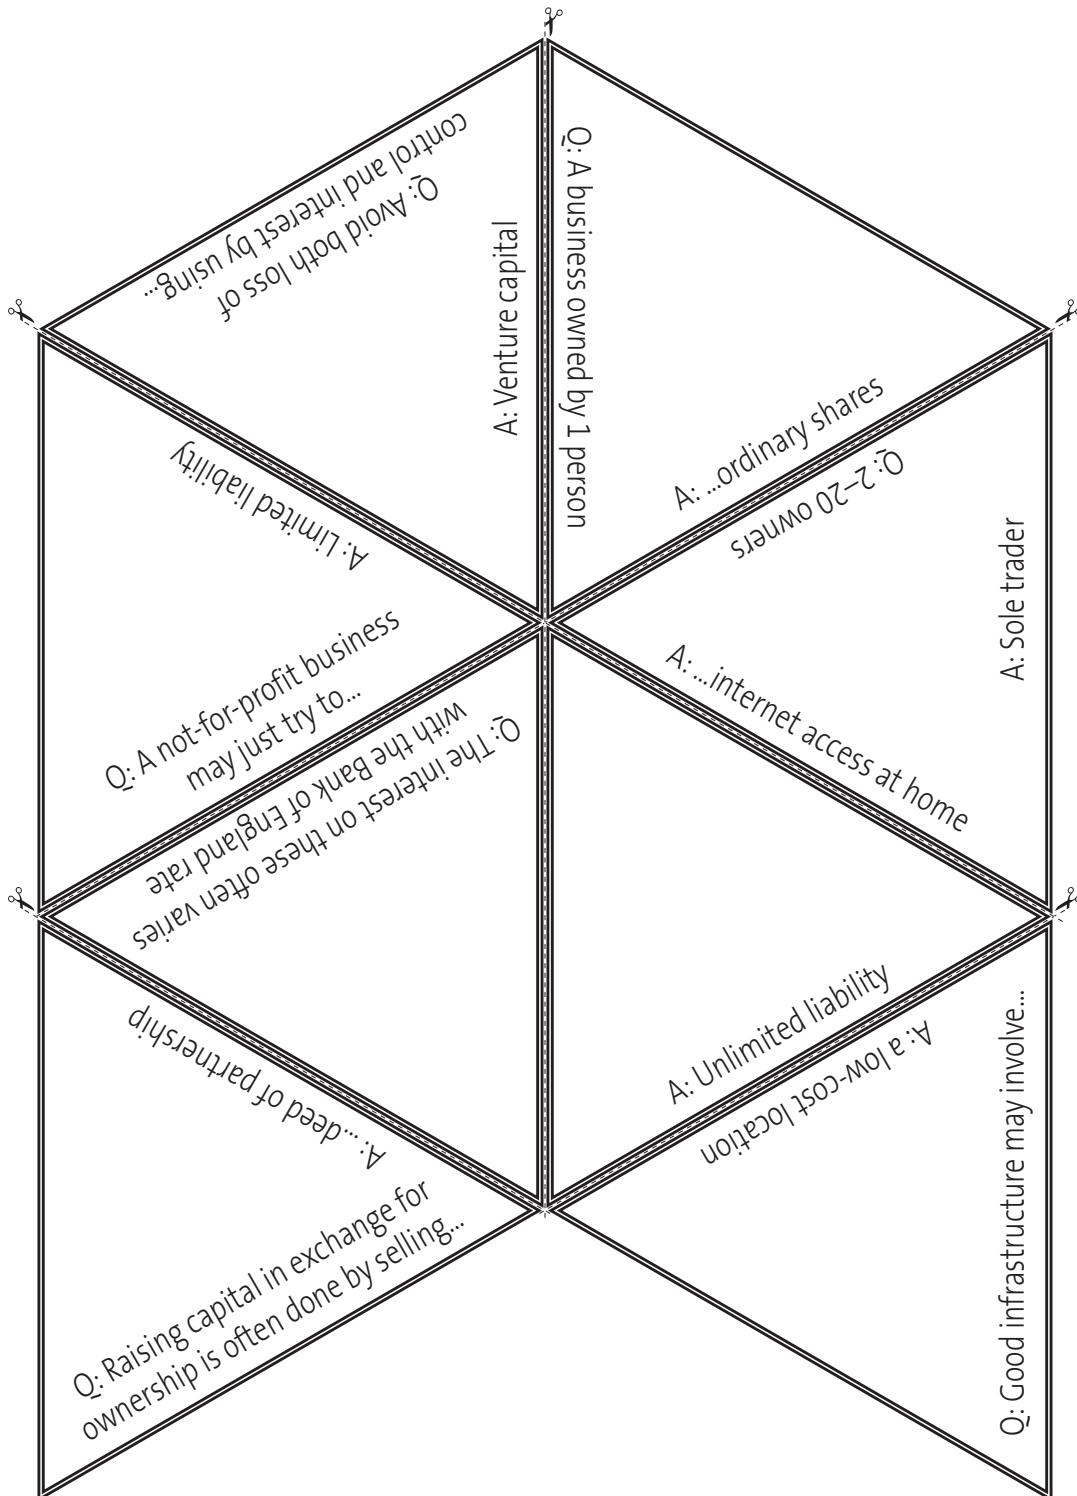 Q: Avoid both loss of
control and interest by using...
A: Venture capital
Q: A business owned by 1 person
A: ...ordinary shares
A: Limited liability
Q: A not-for-profit business
may just try to...
Q: 2–20 owners
A: Sole trader
A: ...internet access at home
Q: The interest on these often varies
with the Bank of England rate
A: Unlimited liability
A: ...deed of partnership
Q: Raising capital in exchange for
ownership is often done by selling...
A: a low-cost location
Q: Good infrastructure may involve...